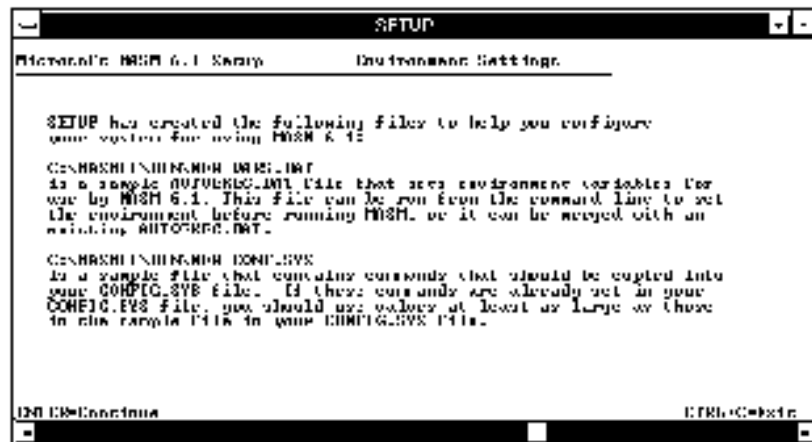 SETUP
Microsoft MASM 6.1 Setup Environment Settings
SETUP has created the following files to help you configure
your system for using MASM 6.1:
is a sample AUTOEXEC.BAT file that sets environment variables for
use by MASM 6.1. This file can be run from the command line to set
the environment before running MASM, or it can be merged with an
existing AUTOEXEC.BAT.
is a sample file that contains commands that should be copied into
your CONFIG.SYS file. If these commands are already set in your
CONFIG.SYS file, you should use values at least as large as those
in the sample file in your CONFIG.SYS file.
ENTER=Continue CTRL+C=Exit